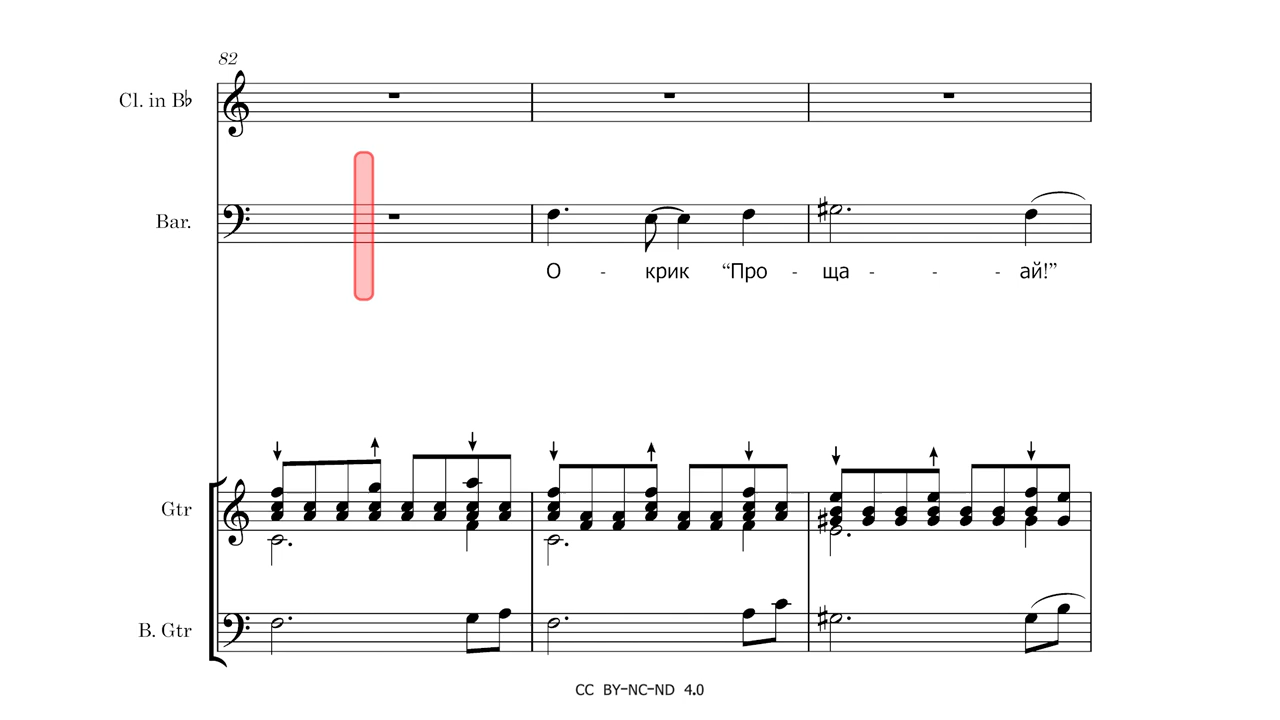 82
Cl. in B♭
Bar.
О - крик “Про - ща - - - ай!”
Gtr
B. Gtr
CC BY-NC-ND 4.0